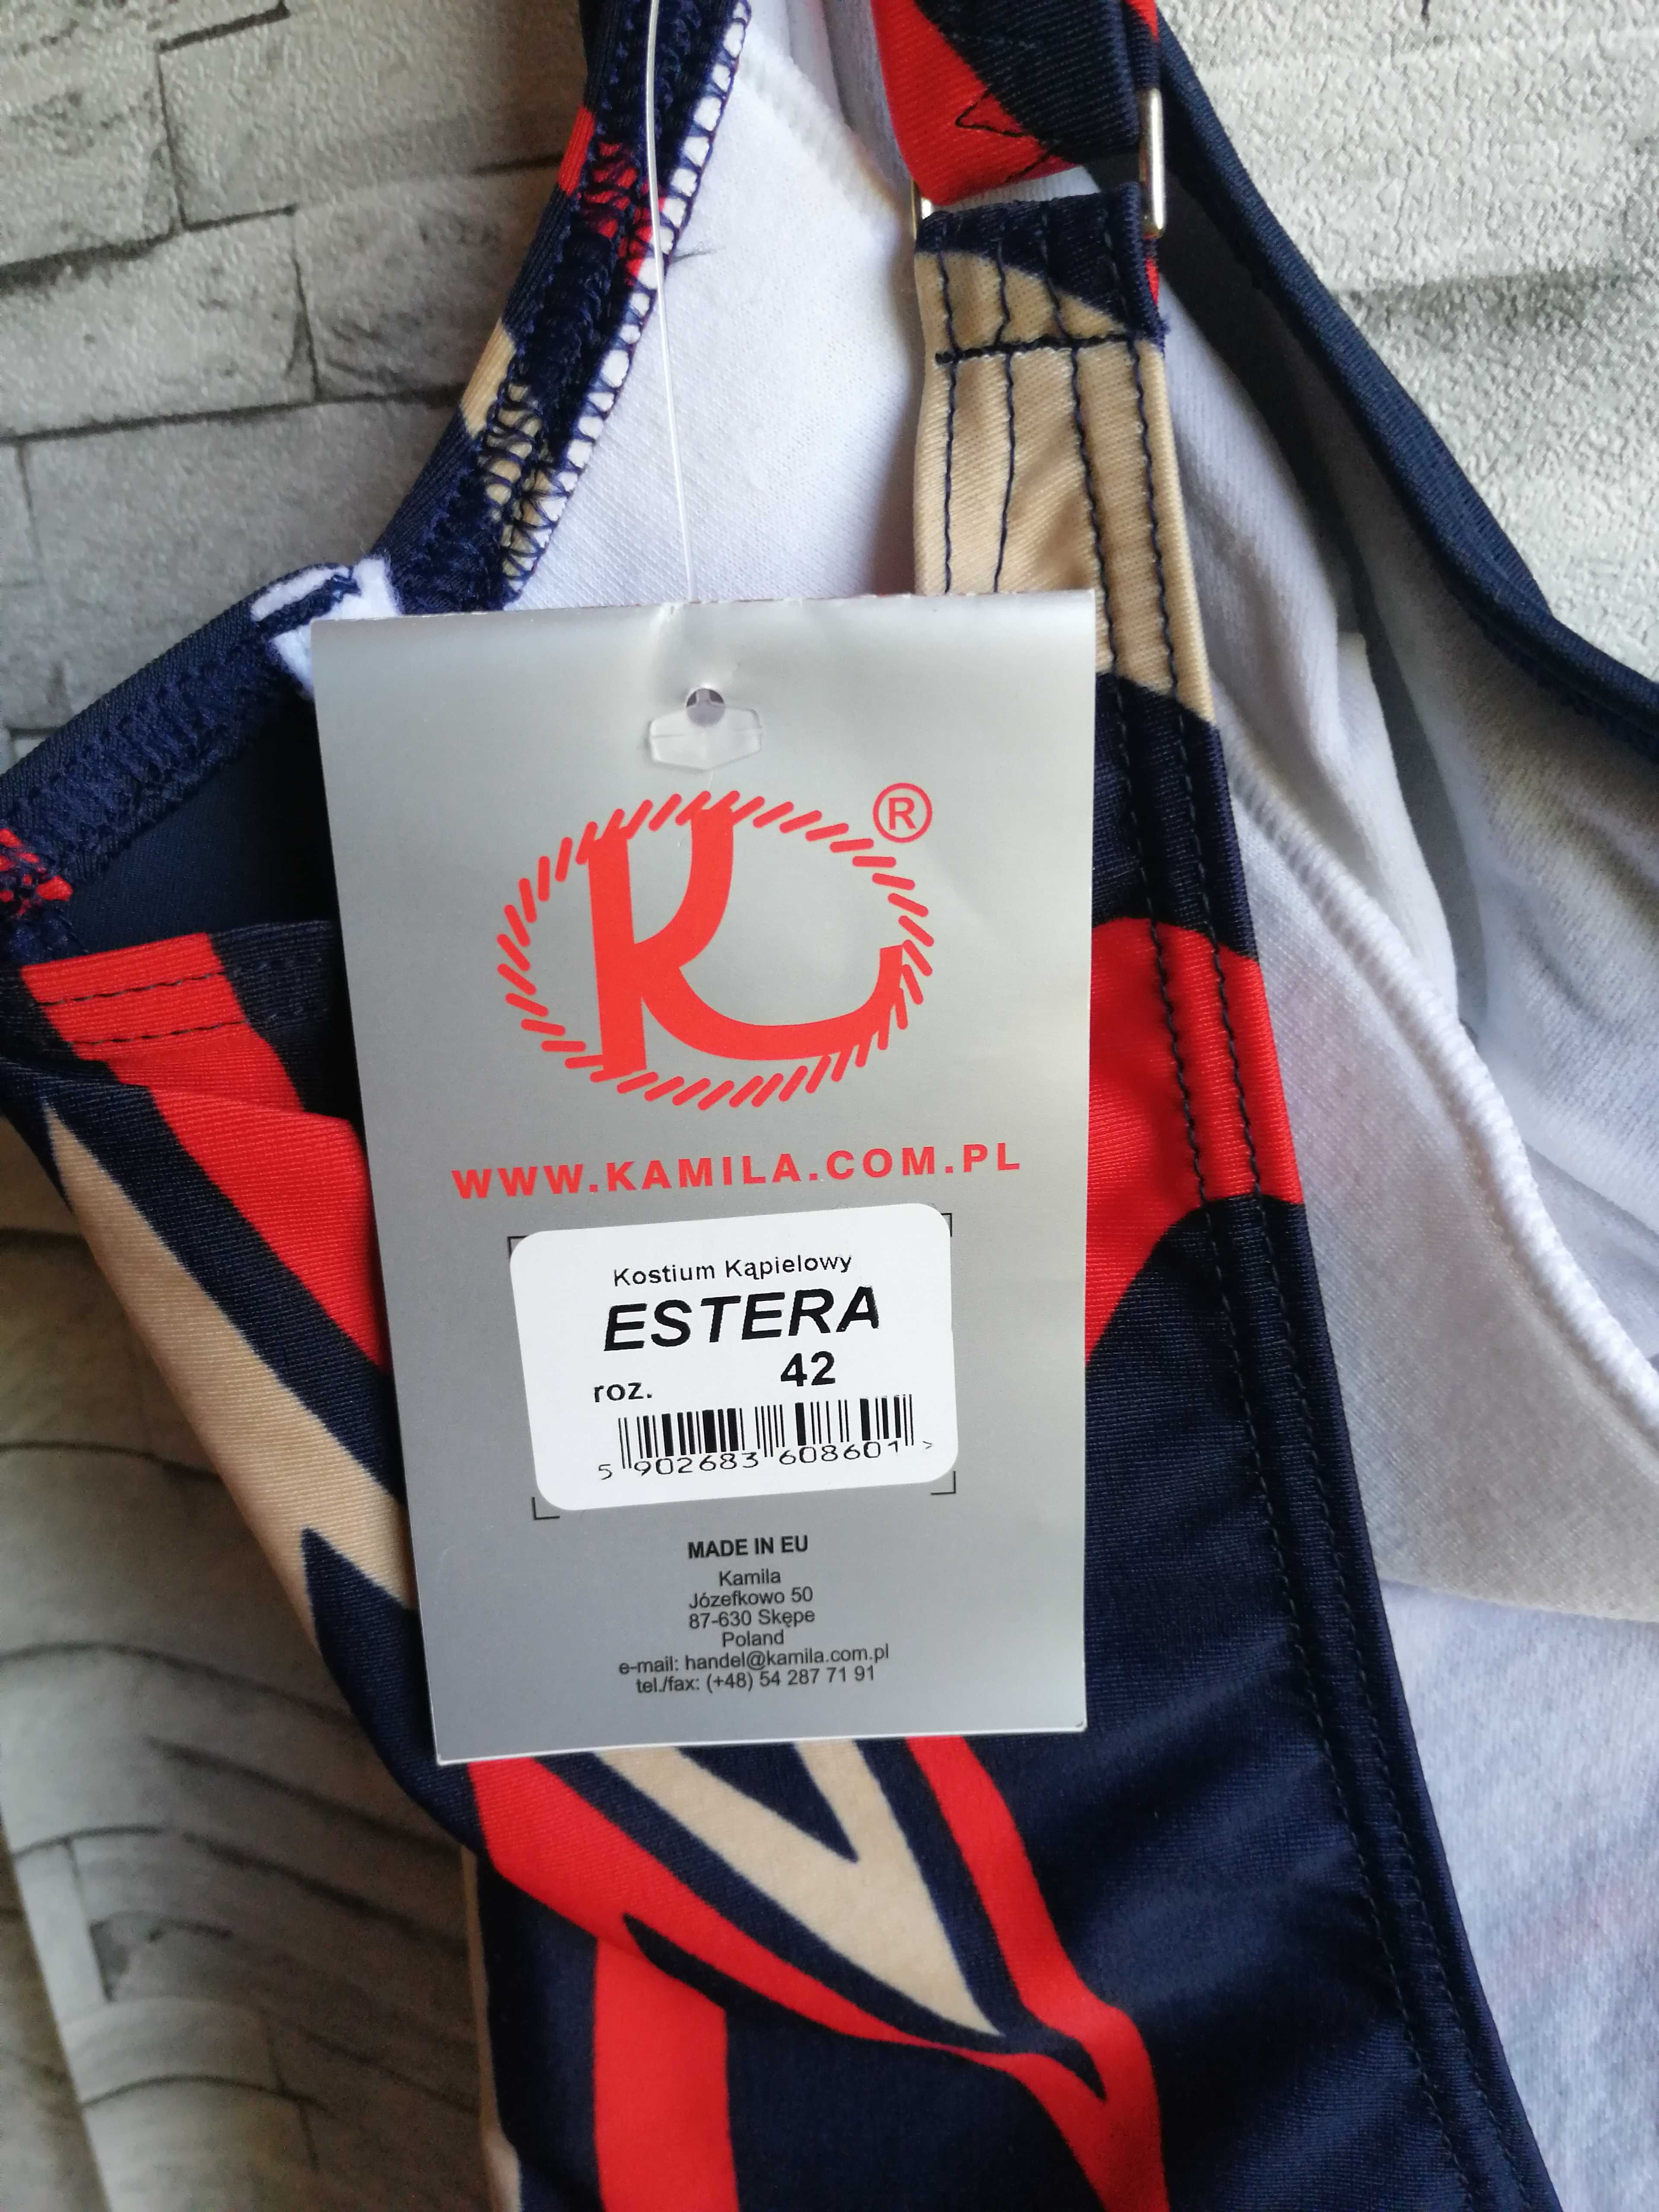 K ®
WWW.KAMILA.COM.PL
Kostium Kąpielowy
ESTERA
roz. 42
5 902683 608601 >
MADE IN EU
Kamila
Józefkowo 50
87-630 Skępe
Poland
e-mail: handel@kamila.com.pl
tel./fax: (+48) 54 287 71 91